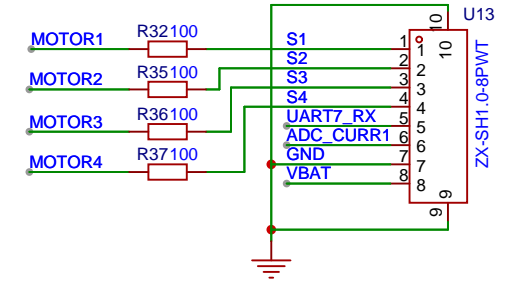 U13
MOTOR1 R32100 S1 1 1
MOTOR2 R35100 S2 2 2
MOTOR3 R36100 S3 3 3
MOTOR4 R37100 S4 4 4
UART7_RX 5 5
ADC_CURR1 6 6
GND 7 7
VBAT 8 8
10 10
9 9
ZX-SH1.0-8PWT